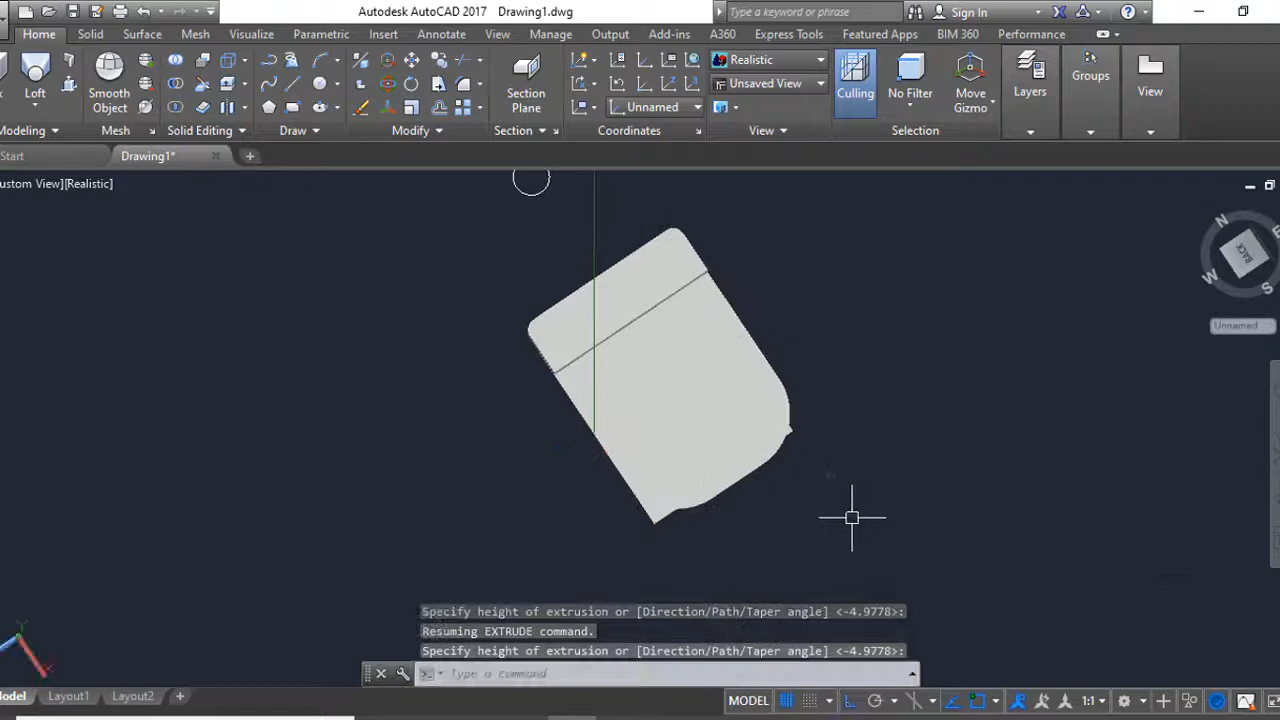 Autodesk AutoCAD 2017 Drawing1.dwg Type a keyword or phrase Sign In
Home Solid Surface Mesh Visualize Parametric Insert Annotate View Manage Output Add-ins A360 Express Tools Featured Apps BIM 360 Performance
Realistic
Unsaved View
Loft Smooth Object Section Plane Unnamed Culling No Filter Move Gizmo Layers Groups View
Modeling Mesh Solid Editing Draw Modify Section Coordinates View Selection
Start Drawing1*
ustom View][Realistic]
N
E
BACK
W
S
Unnamed
Specify height of extrusion or [Direction/Path/Taper angle] <-4.9778>:
Resuming EXTRUDE command.
Specify height of extrusion or [Direction/Path/Taper angle] <-4.9778>:
Type a command
Y
X
Model Layout1 Layout2 MODEL 1:1